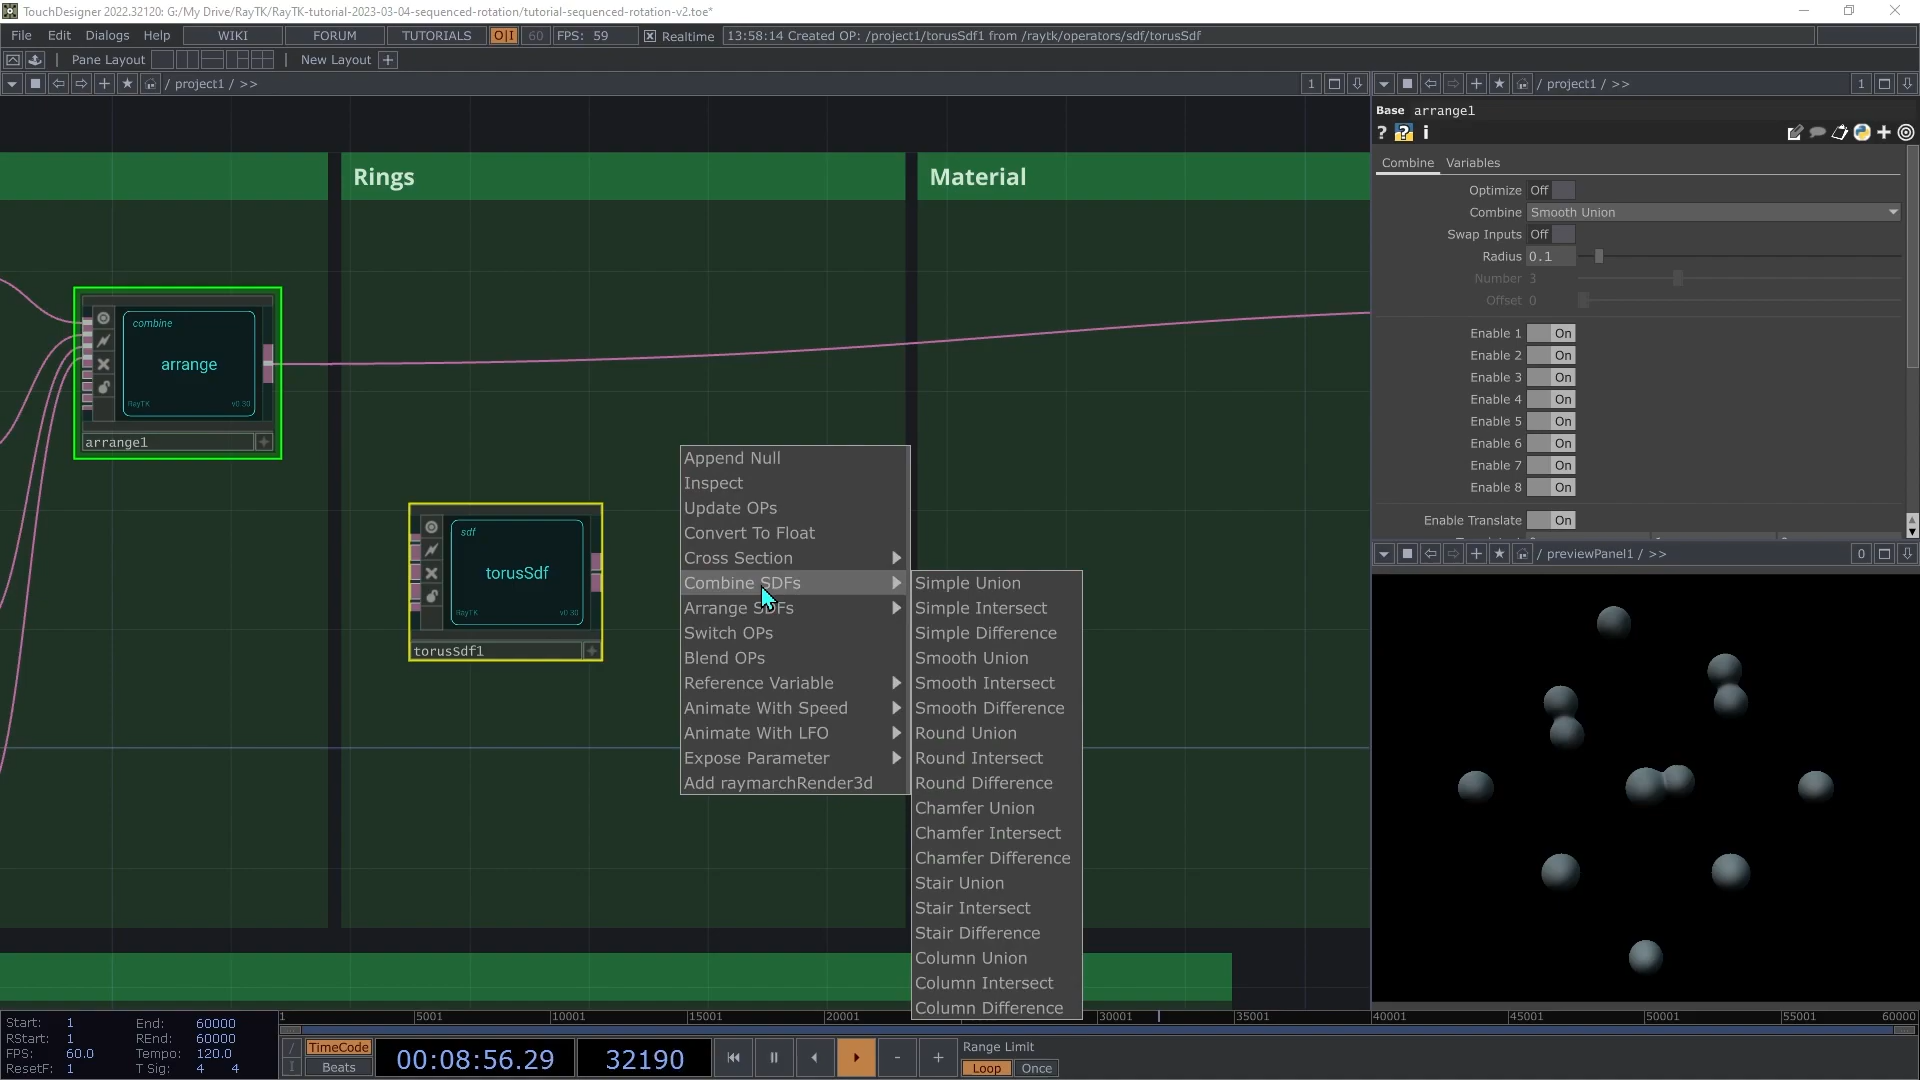 TouchDesigner 2022.32120: G:/My Drive/RayTK/RayTK-tutorial-2023-03-04-sequenced-rotation/tutorial-sequenced-rotation-v2.toe*
File Edit Dialogs Help WIKI FORUM TUTORIALS O|I 60 FPS: 59 Realtime 13:58:14 Created OP: /project1/torusSdf1 from /raytk/operators/sdf/torusSdf
Pane Layout New Layout +
/ project1 / >> 1
/ project1 / >> 1
Base arrange1
? ? i
Combine Variables
Optimize Off
Combine Smooth Union
Swap Inputs Off
Radius 0.1
Number 3
Offset 0
Enable 1 On
Enable 2 On
Enable 3 On
Enable 4 On
Enable 5 On
Enable 6 On
Enable 7 On
Enable 8 On
Enable Translate On
/ previewPanel1 / >> 0
Rings
Material
combine
arrange
RayTK v0.30
arrange1
sdf
torusSdf
RayTK v0.30
torusSdf1
Append Null
Inspect
Update OPs
Convert To Float
Cross Section
Combine SDFs
Arrange SDFs
Switch OPs
Blend OPs
Reference Variable
Animate With Speed
Animate With LFO
Expose Parameter
Add raymarchRender3d
Simple Union
Simple Intersect
Simple Difference
Smooth Union
Smooth Intersect
Smooth Difference
Round Union
Round Intersect
Round Difference
Chamfer Union
Chamfer Intersect
Chamfer Difference
Stair Union
Stair Intersect
Stair Difference
Column Union
Column Intersect
Column Difference
1 5001 10001 15001 20001 30001 35001 40001 45001 50001 55001 60000
Start: 1 End: 60000
RStart: 1 REnd: 60000
FPS: 60.0 Tempo: 120.0
ResetF: 1 T Sig: 4 4
TimeCode
Beats
00:08:56.29
32190
- +
Range Limit
Loop Once